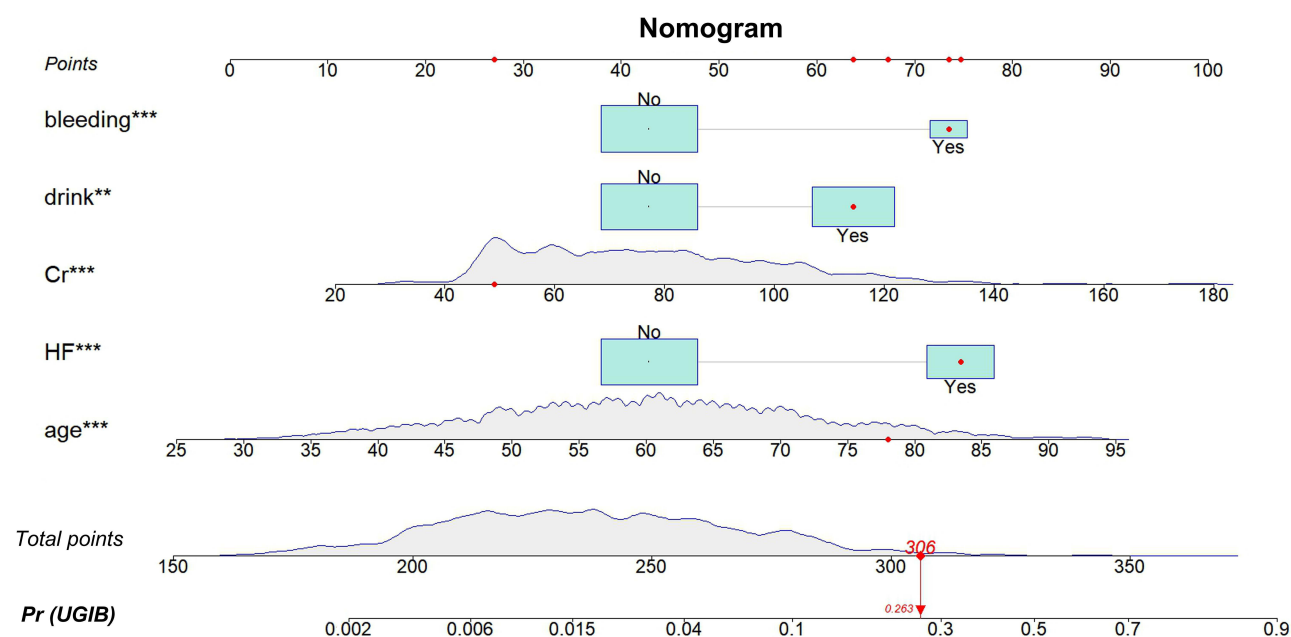 Nomogram
Points
0 10 20 30 40 50 60 70 80 90 100
No
bleeding***
Yes
No
drink**
Yes
Cr***
20 40 60 80 100 120 140 160 180
No
HF***
Yes
age***
25 30 35 40 45 50 55 60 65 70 75 80 85 90 95
306
Total points
150 200 250 300 350
0.263
Pr (UGIB)
0.002 0.006 0.015 0.04 0.1 0.3 0.5 0.7 0.9